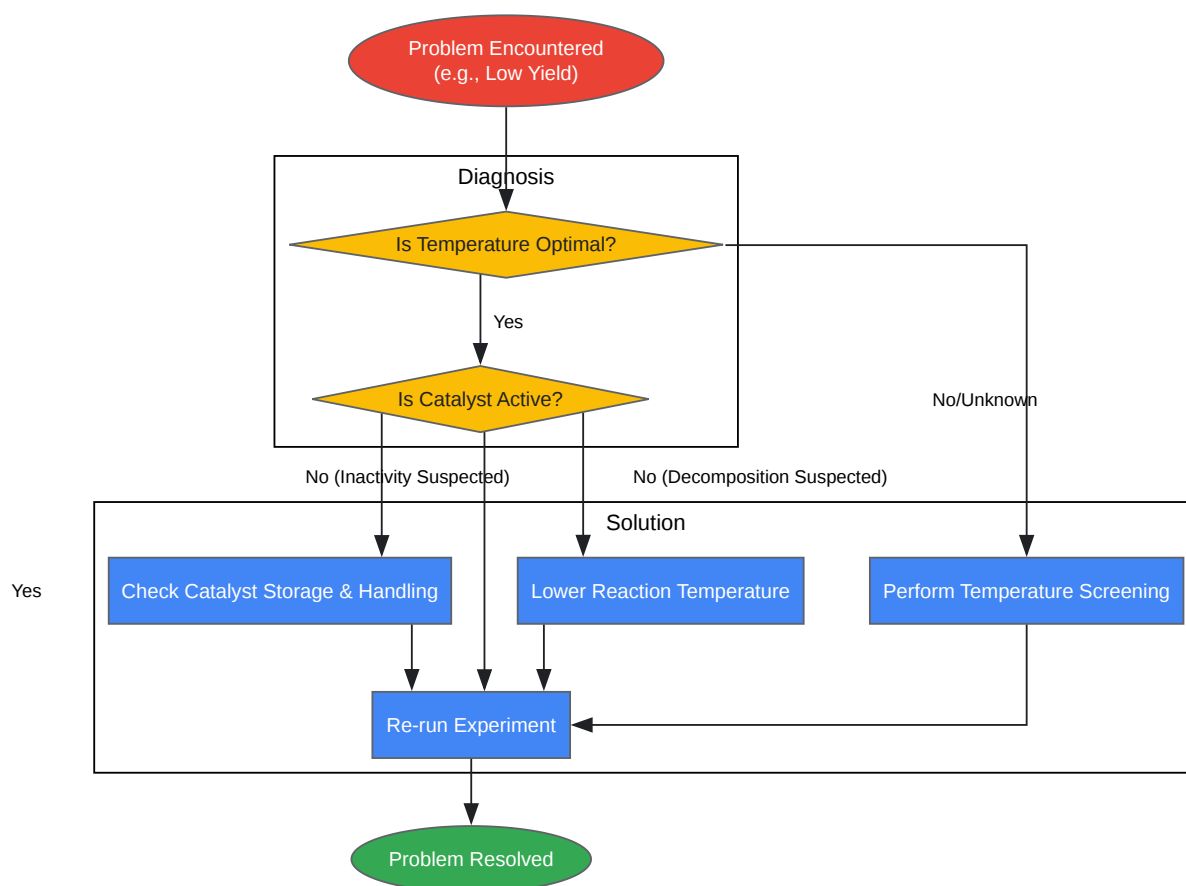 Problem Encountered
(e.g., Low Yield)
Diagnosis
Is Temperature Optimal?
Yes
Is Catalyst Active?
No/Unknown
No (Inactivity Suspected)
No (Decomposition Suspected)
Solution
Yes
Check Catalyst Storage & Handling
Lower Reaction Temperature
Perform Temperature Screening
Re-run Experiment
Problem Resolved